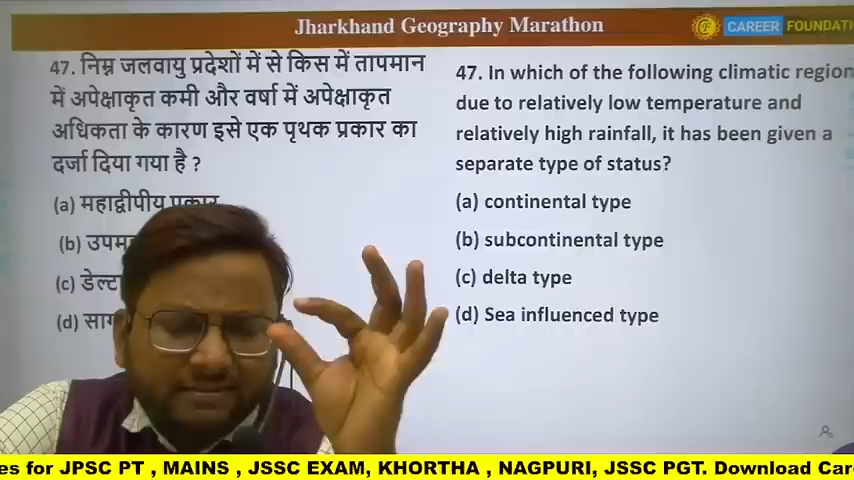 Jharkhand Geography Marathon
CAREER FOUNDATI
47. निम्न जलवायु प्रदेशों में से किस में तापमान
में अपेक्षाकृत कमी और वर्षा में अपेक्षाकृत
अधिकता के कारण इसे एक पृथक प्रकार का
दर्जा दिया गया है ?
(a) महाद्वीपीय प्रकार
(b) उपम
(c) डेल्ट
(d) साग
47. In which of the following climatic region
due to relatively low temperature and
relatively high rainfall, it has been given a
separate type of status?
(a) continental type
(b) subcontinental type
(c) delta type
(d) Sea influenced type
es for JPSC PT , MAINS , JSSC EXAM, KHORTHA , NAGPURI, JSSC PGT. Download Car